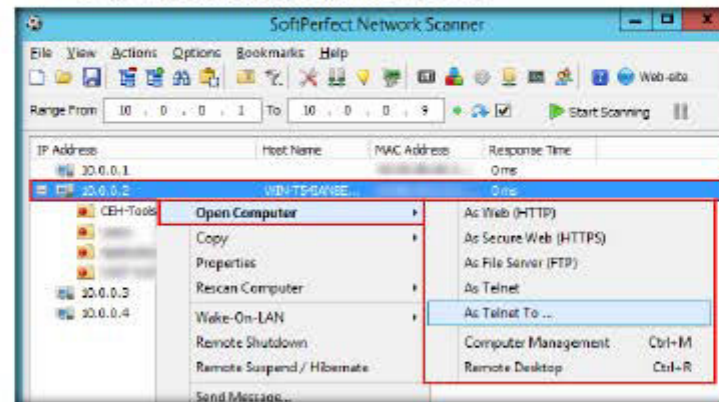 SoftPerfect Network Scanner
File View Actions Options Bookmarks Help
Web-site
Range From 10 . 0 . 0 . 1 To 10 . 0 . 0 . 9 Start Scanning
IP Address Host Name MAC Address Response Time
10.0.0.1 0 ms
10.0.0.2 0 ms
CEH-Tools
Open Computer
Copy
Properties
Rescan Computer
Wake-On-LAN
Remote Shutdown
Remote Suspend / Hibernate
Send Message...
As Web (HTTP)
As Secure Web (HTTPS)
As File Server (FTP)
As Telnet
As Telnet To ...
Computer Management Ctrl+M
Remote Desktop Ctrl+R
10.0.0.3
10.0.0.4